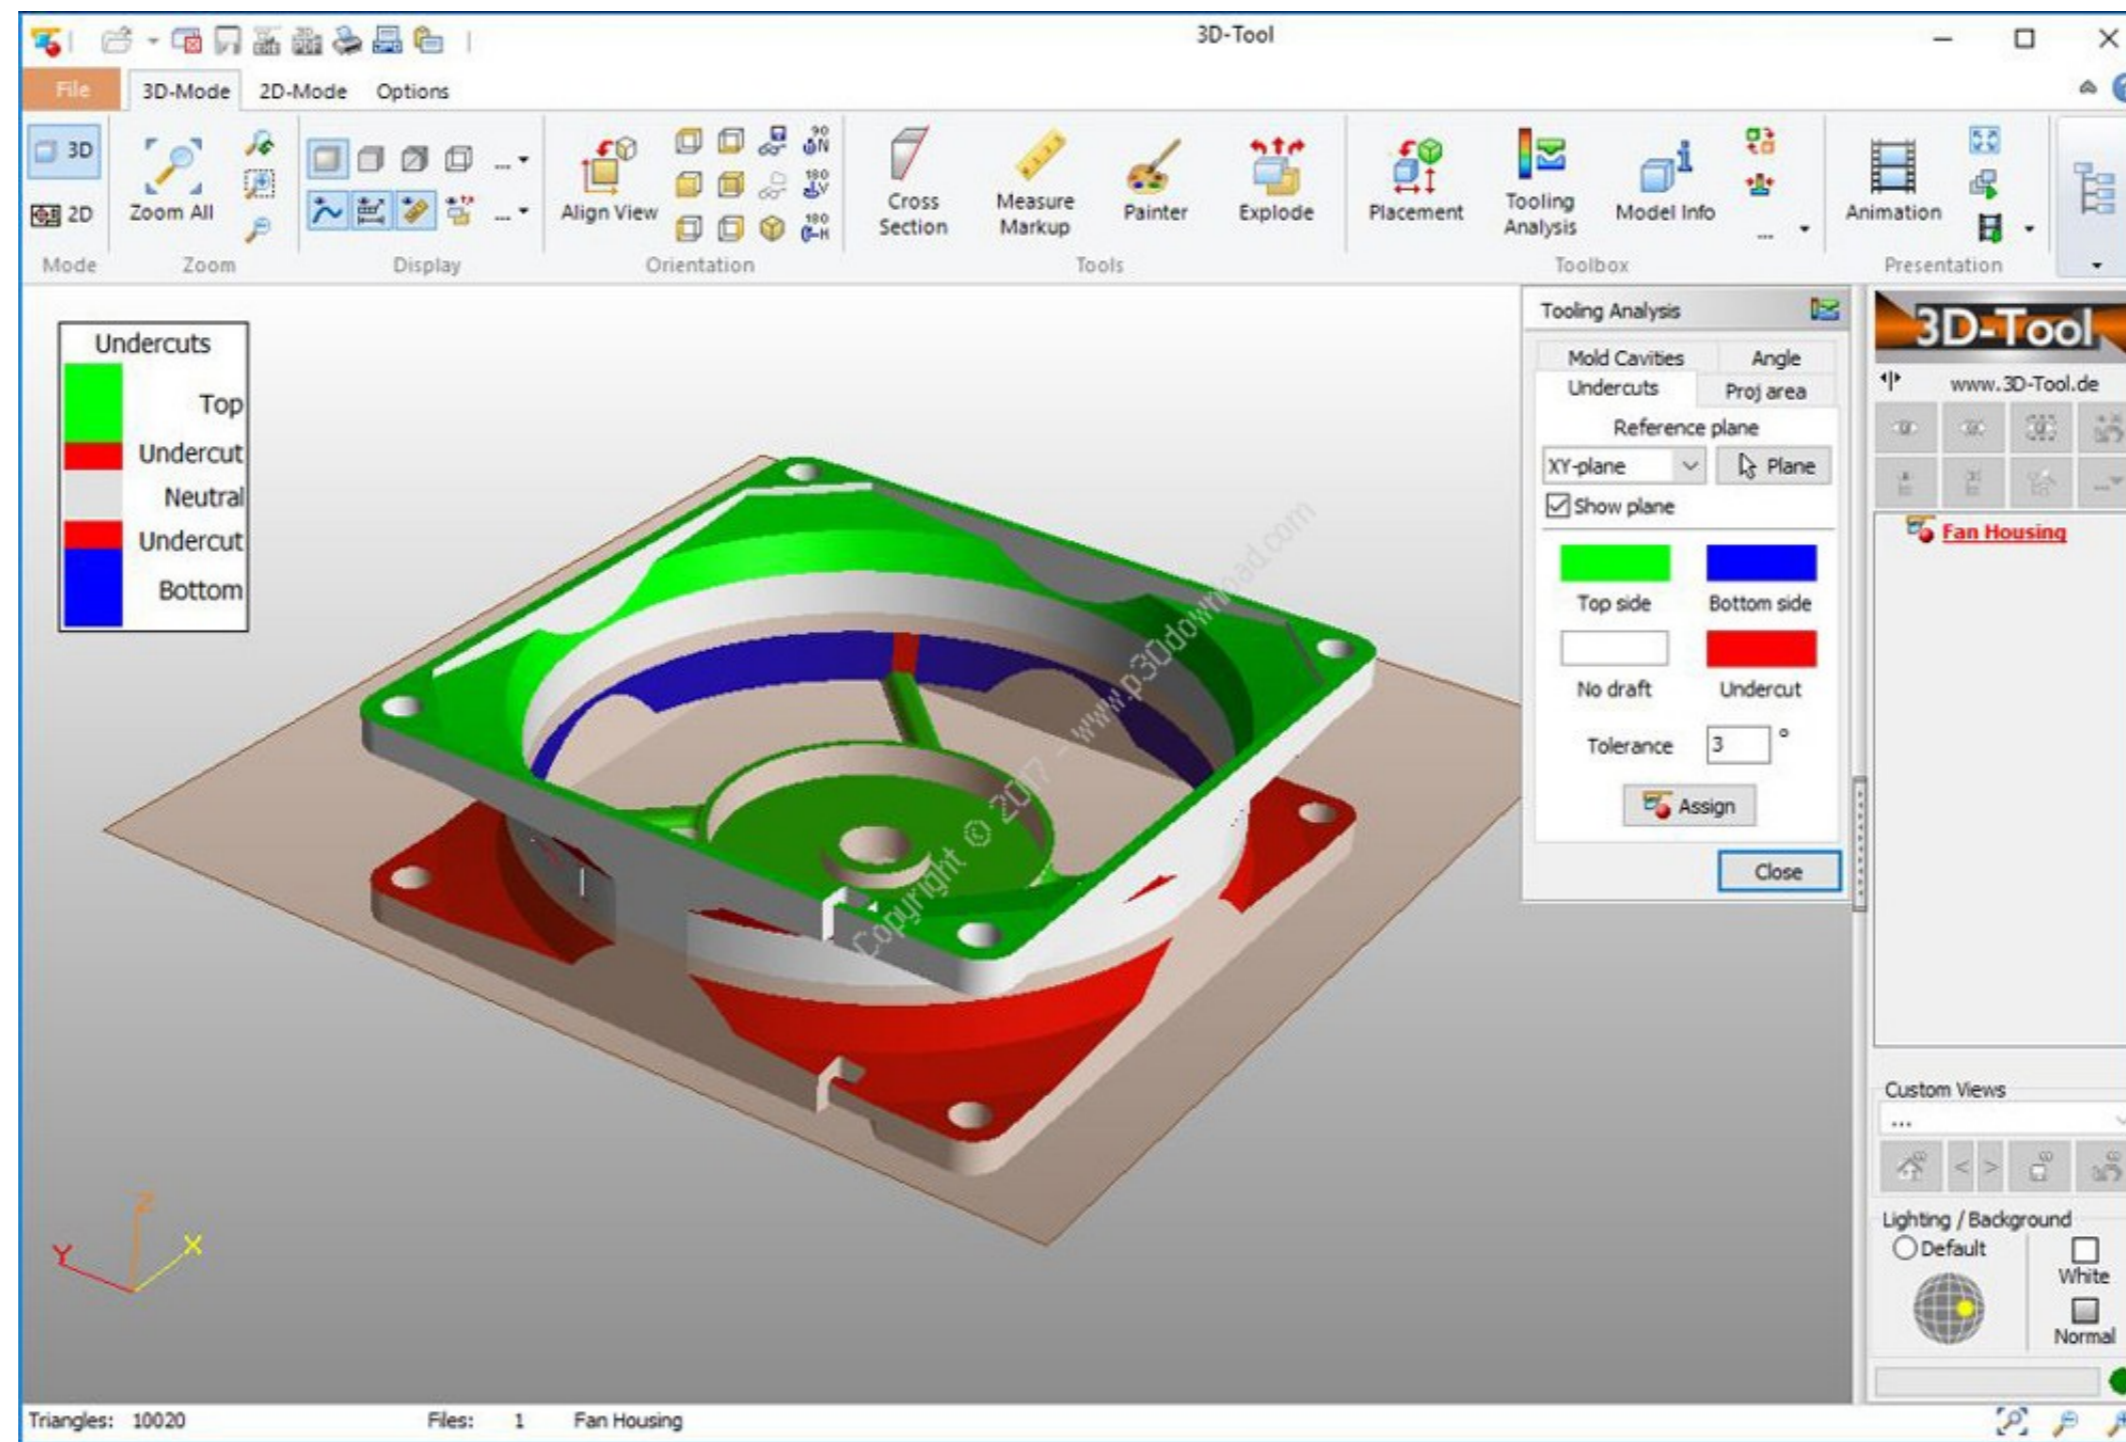 3D-Tool
File 3D-Mode 2D-Mode Options
3D
2D
Mode
Zoom All
Zoom
...
...
Display
Align View
90
N
180
V
180
H
Orientation
Cross
Section
Measure
Markup
Painter
Explode
Tools
Placement
Tooling
Analysis
Model Info
...
Toolbox
Animation
Presentation
Undercuts
Top
Undercut
Neutral
Undercut
Bottom
Tooling Analysis
Mold Cavities Angle
Undercuts Proj area
Reference plane
XY-plane Plane
Show plane
Top side Bottom side
No draft Undercut
Tolerance 3 °
Assign
Close
3D-Tool
www.3D-Tool.de
...
Fan Housing
Custom Views
...
< >
Lighting / Background
Default
White
Normal
Copyright © 2017 - www.p30download.com
Z
Y
X
Triangles: 10020 Files: 1 Fan Housing